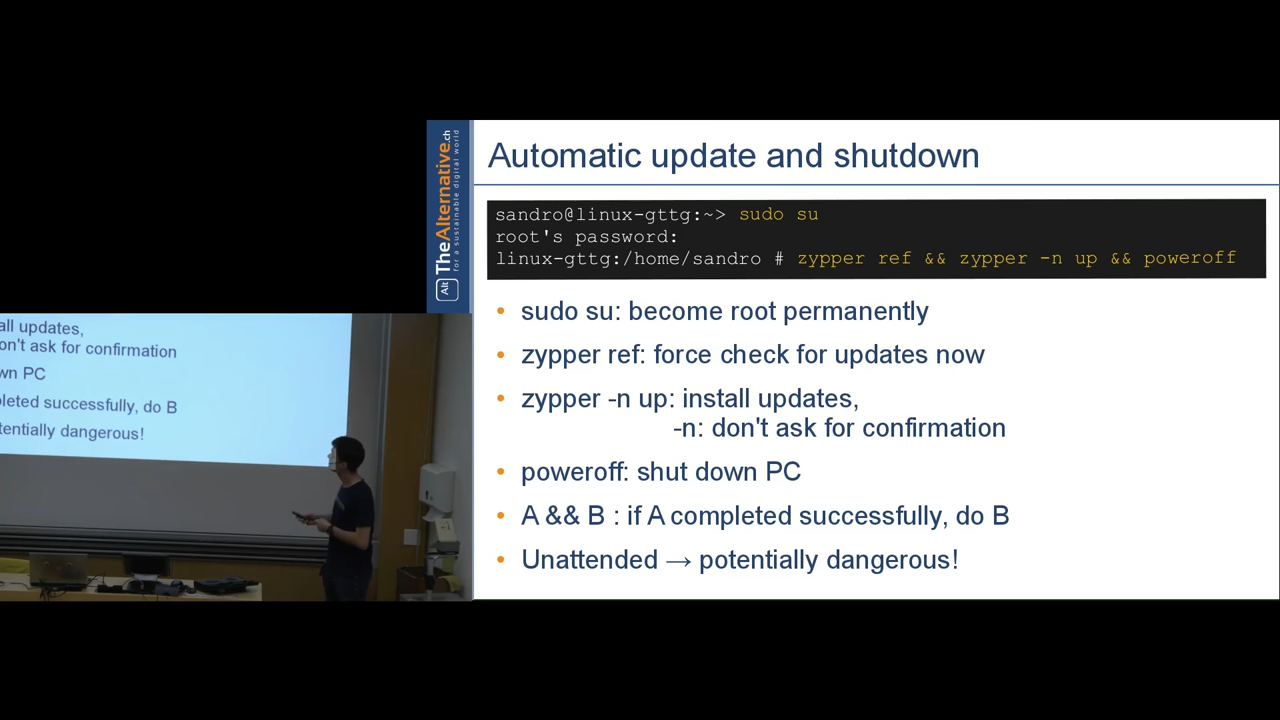 Automatic update and shutdown
sandro@linux-gttg:~> sudo su
root's password:
linux-gttg:/home/sandro # zypper ref && zypper -n up && poweroff
• sudo su: become root permanently
• zypper ref: force check for updates now
• zypper -n up: install updates,
-n: don't ask for confirmation
• poweroff: shut down PC
• A && B : if A completed successfully, do B
• Unattended → potentially dangerous!
Alt TheAlternative.ch
for a sustainable digital world
all updates,
on't ask for confirmation
wn PC
pleted successfully, do B
tentially dangerous!